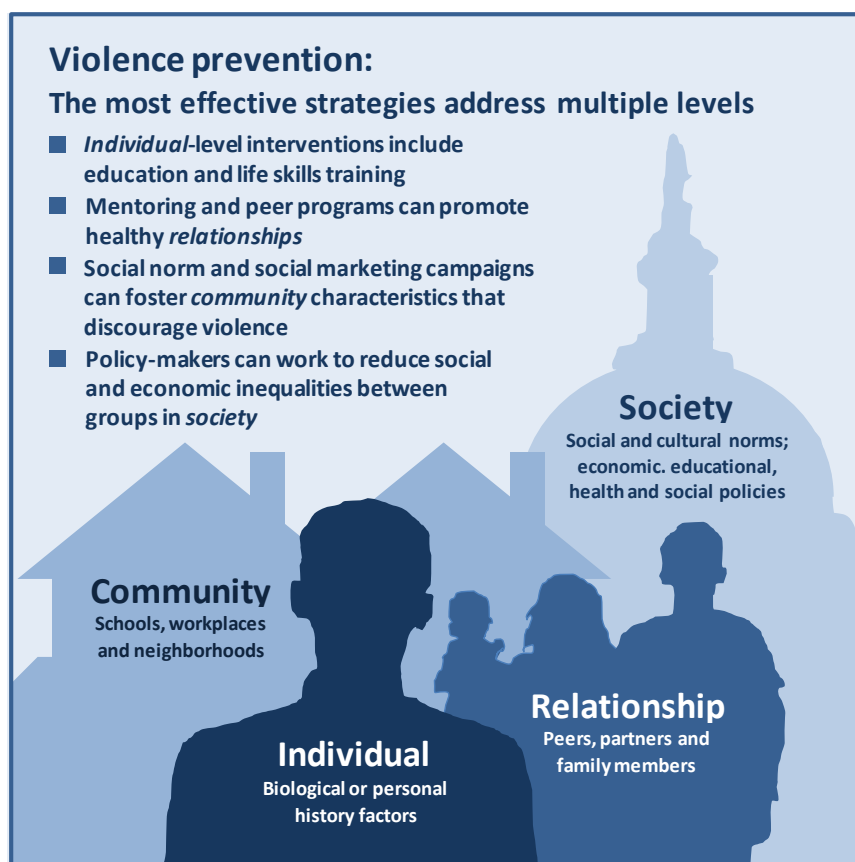 Violence prevention:
The most effective strategies address multiple levels
Individual-level interventions include
education and life skills training
Mentoring and peer programs can promote
healthy relationships
Social norm and social marketing campaigns
can foster community characteristics that
discourage violence
Policy-makers can work to reduce social
and economic inequalities between
groups in society
Society
Social and cultural norms;
economic. educational,
health and social policies
Community
Schools, workplaces
and neighborhoods
Relationship
Peers, partners and
family members
Individual
Biological or personal
history factors